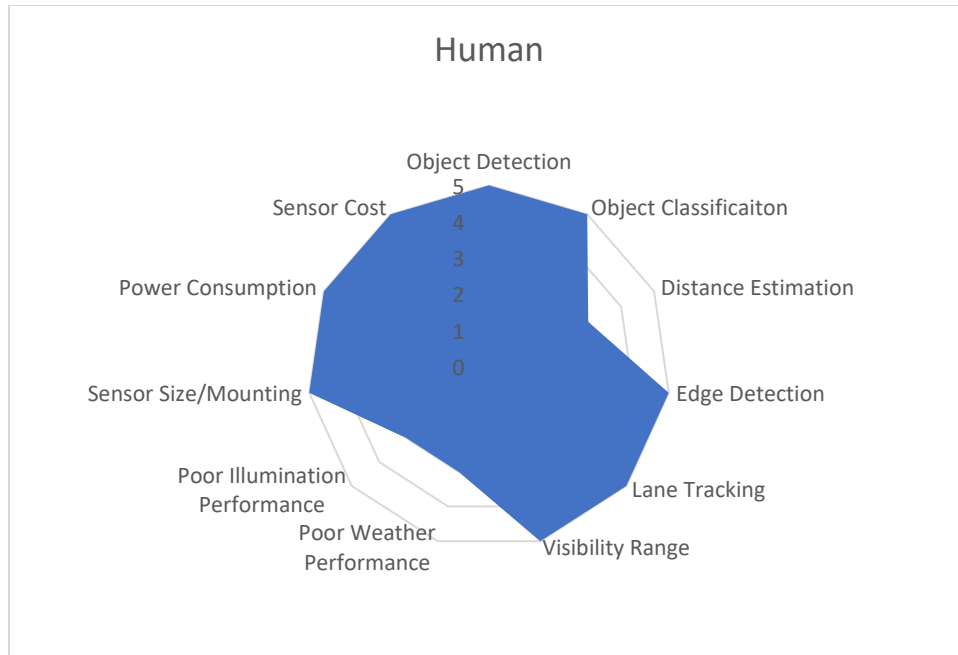 Human
Object Detection
Object Classificaiton
Distance Estimation
Edge Detection
Lane Tracking
Visibility Range
Poor Weather
Performance
Poor Illumination
Performance
Sensor Size/Mounting
Power Consumption
Sensor Cost
5
4
3
2
1
0